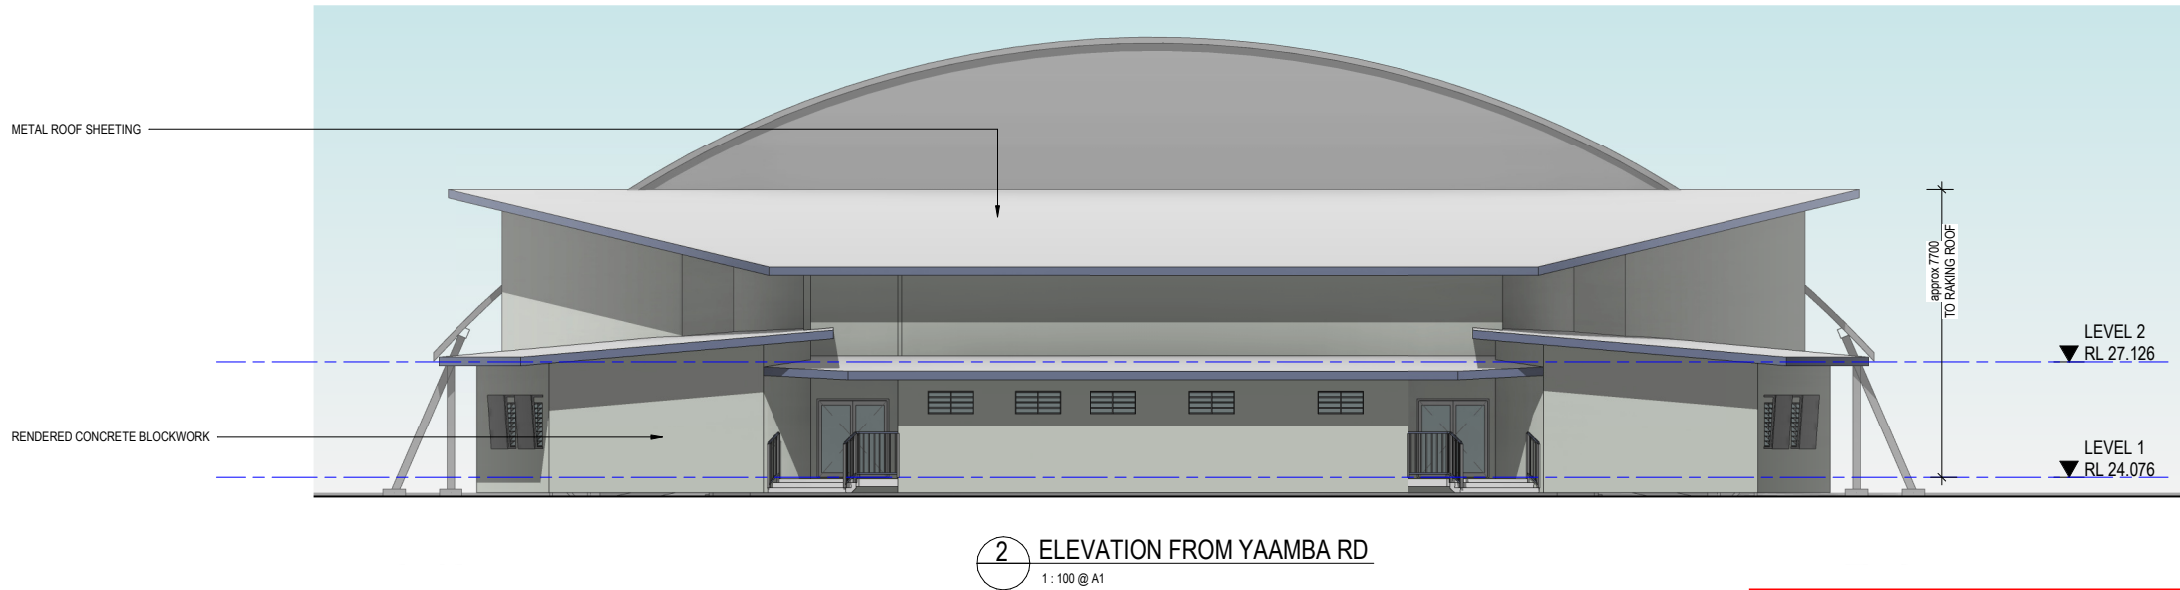 METAL ROOF SHEETING
approx 7700
TO RAKING ROOF
LEVEL 2
RL 27.126
RENDERED CONCRETE BLOCKWORK
LEVEL 1
RL 24.076
2
ELEVATION FROM YAAMBA RD
1 : 100 @ A1